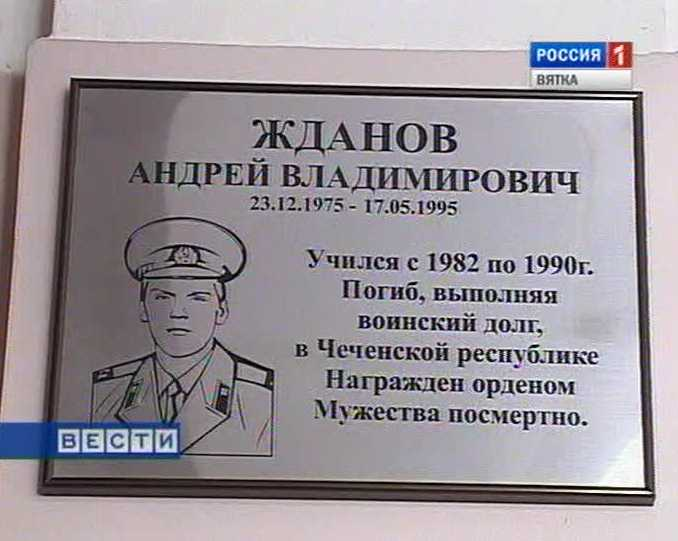 РОССИЯ 1
ВЯТКА
ЖДАНОВ
АНДРЕЙ ВЛАДИМИРОВИЧ
23.12.1975 - 17.05.1995
Учился с 1982 по 1990г.
Погиб, выполняя
воинский долг,
в Чеченской республике
Награжден орденом
Мужества посмертно.
ВЕСТИ